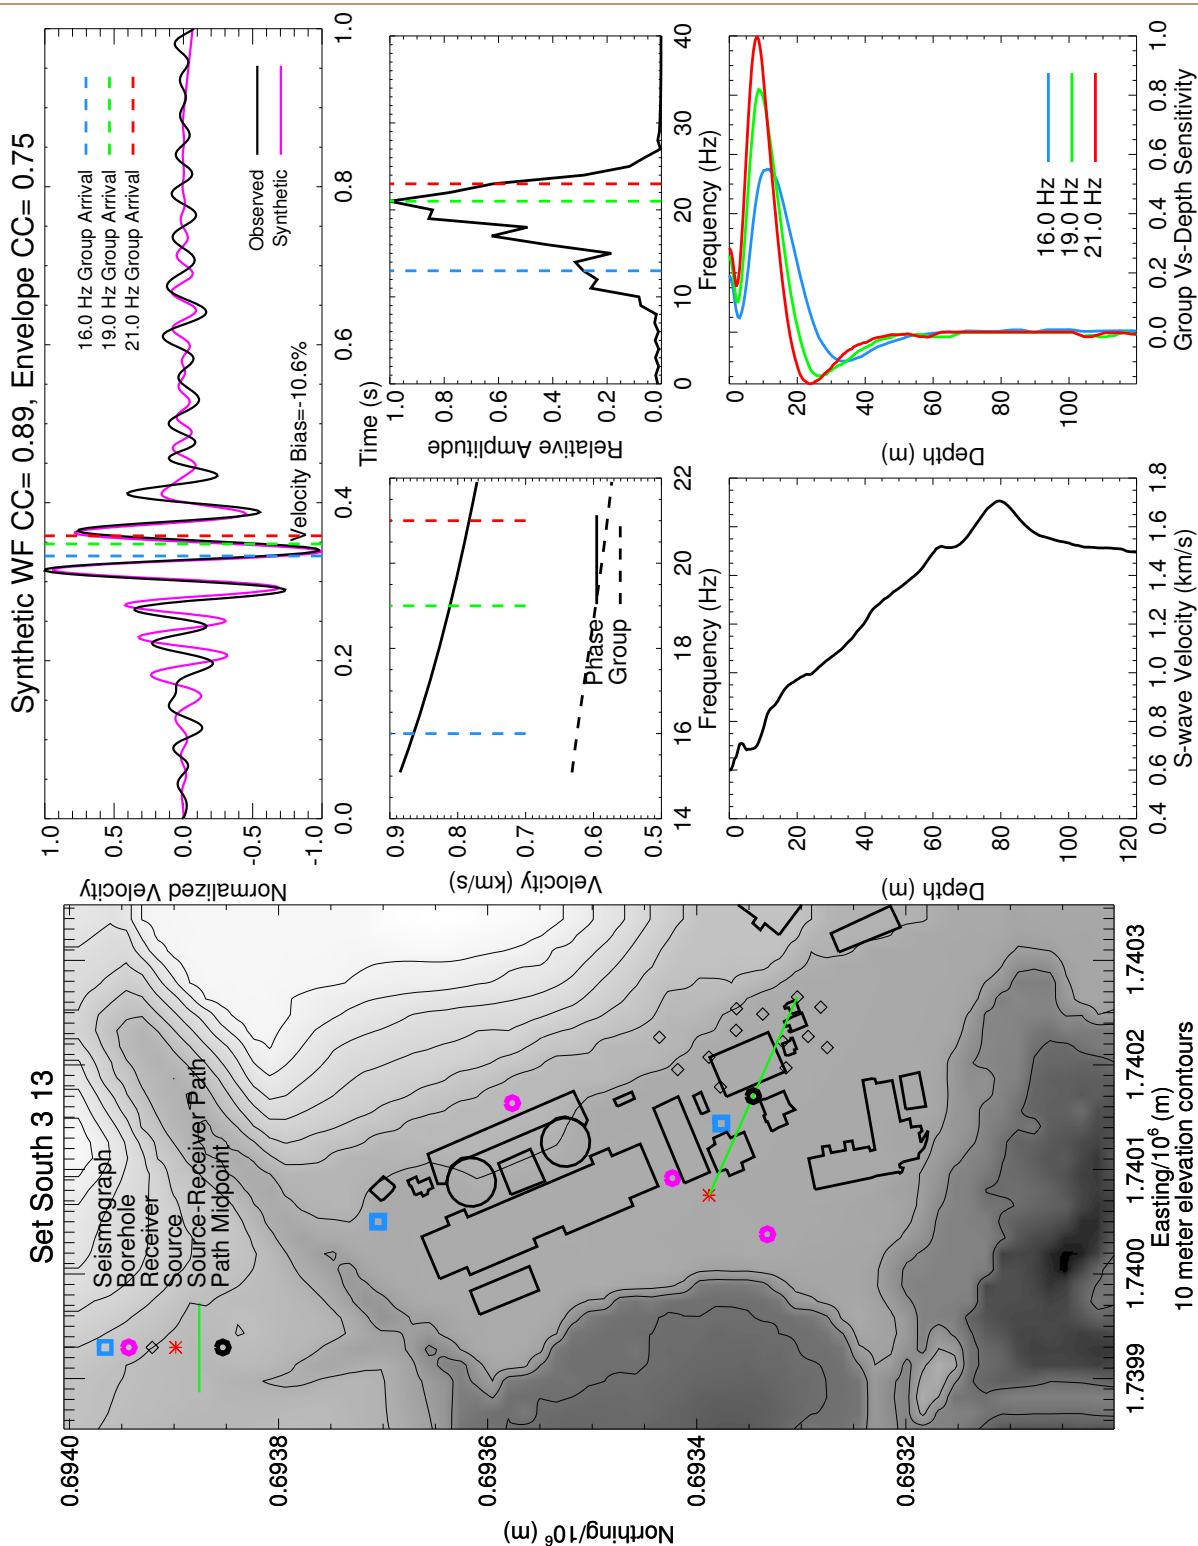 Set South 3 13
Seismograph
Borehole
Receiver
Source
Source-Receiver Path
Path Midpoint
0.6940
0.6938
0.6936
0.6934
0.6932
Northing/10⁶ (m)
1.7399
1.7400
1.7401
1.7402
1.7403
Easting/10⁶ (m)
10 meter elevation contours
Synthetic WF CC= 0.89, Envelope CC= 0.75
1.0
0.5
0.0
-0.5
-1.0
Normalized Velocity
16.0 Hz Group Arrival
19.0 Hz Group Arrival
21.0 Hz Group Arrival
Observed
Synthetic
Velocity Bias=-10.6%
0.0
0.2
0.4
0.6
0.8
1.0
Time (s)
0.9
0.8
0.7
0.6
0.5
Velocity (km/s)
Phase
Group
14
16
18
20
22
Frequency (Hz)
1.0
0.8
0.6
0.4
0.2
0.0
Relative Amplitude
0
10
20
30
40
Frequency (Hz)
0
20
40
60
80
100
120
Depth (m)
0.4
0.6
0.8
1.0
1.2
1.4
1.6
1.8
S-wave Velocity (km/s)
0
20
40
60
80
100
Depth (m)
16.0 Hz
19.0 Hz
21.0 Hz
0.0
0.2
0.4
0.6
0.8
1.0
Group Vs-Depth Sensitivity